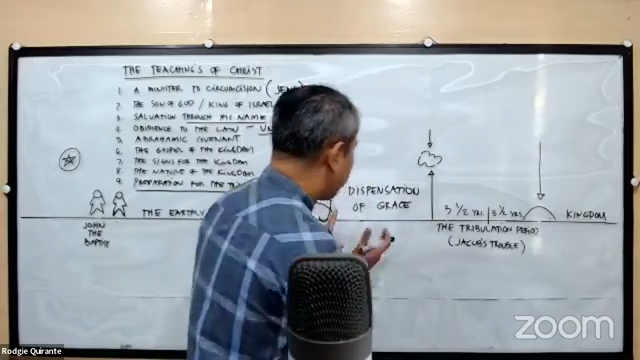 THE TEACHING'S OF CHRIST
1. A MINISTER TO CIRCUMCISION (JEWS
2. THE SON OF GOD / KING OF ISRAEL
3. SALVATION THROUGH HIS NAME
4. OBEDIENCE TO THE LAW - UN
5. ABRAHAMIC COVENANT
6. THE GOSPEL OF THE KINGDOM
7. THE SIGNS FOR THE KINGDOM
8. THE NATURE OF THE KINGDOM
9. PREPARATION FOR THE
JOHN
THE
BAPTIST
THE EARTHLY
DISPENSATION
OF GRACE
3 1/2 YRS. 3 1/2 YRS.
KINGDOM
THE TRIBULATION PERIOD
(JACOB'S TROUBLE)
zoom
Rodgie Quirante